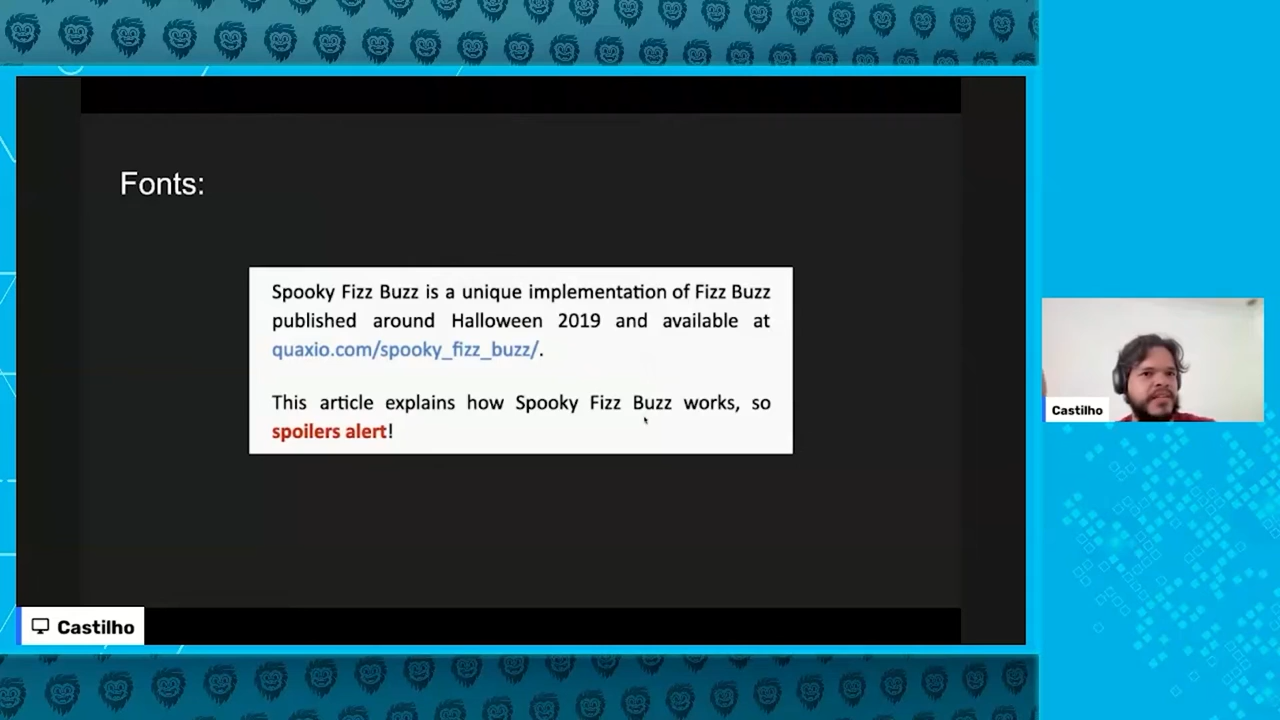 Fonts:
Spooky Fizz Buzz is a unique implementation of Fizz Buzz
published around Halloween 2019 and available at
quaxio.com/spooky_fizz_buzz/.
This article explains how Spooky Fizz Buzz works, so
spoilers alert!
Castilho
Castilho